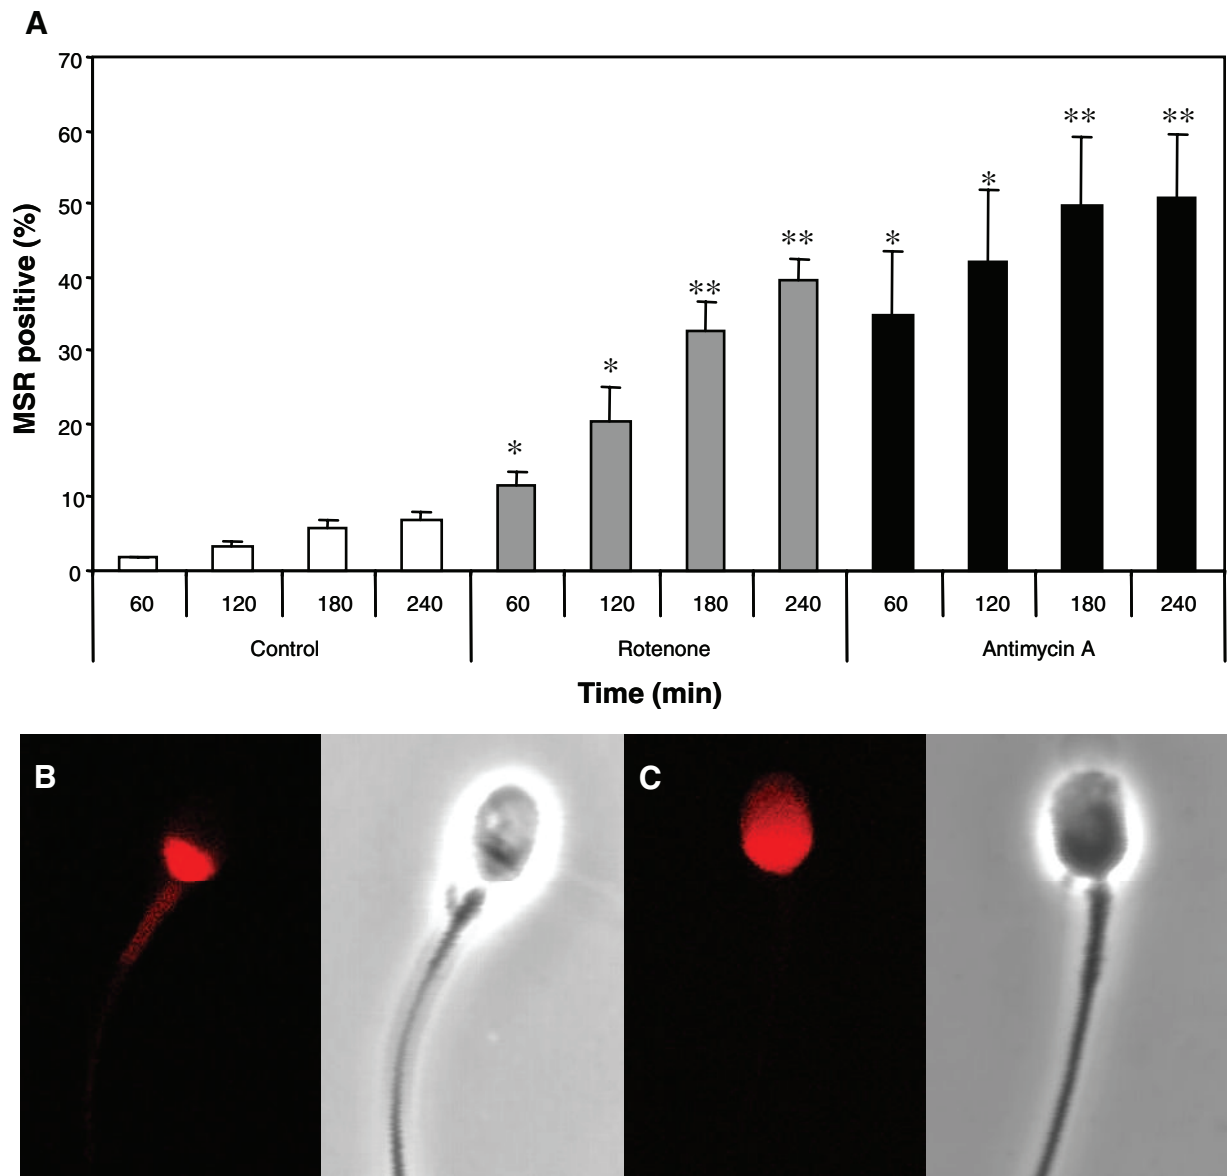 A
70
60
50
40
30
20
10
0
MSR positive (%)
* ** * ** * * ** **
60 120 180 240 60 120 180 240 60 120 180 240
Control Rotenone Antimycin A
Time (min)
B C